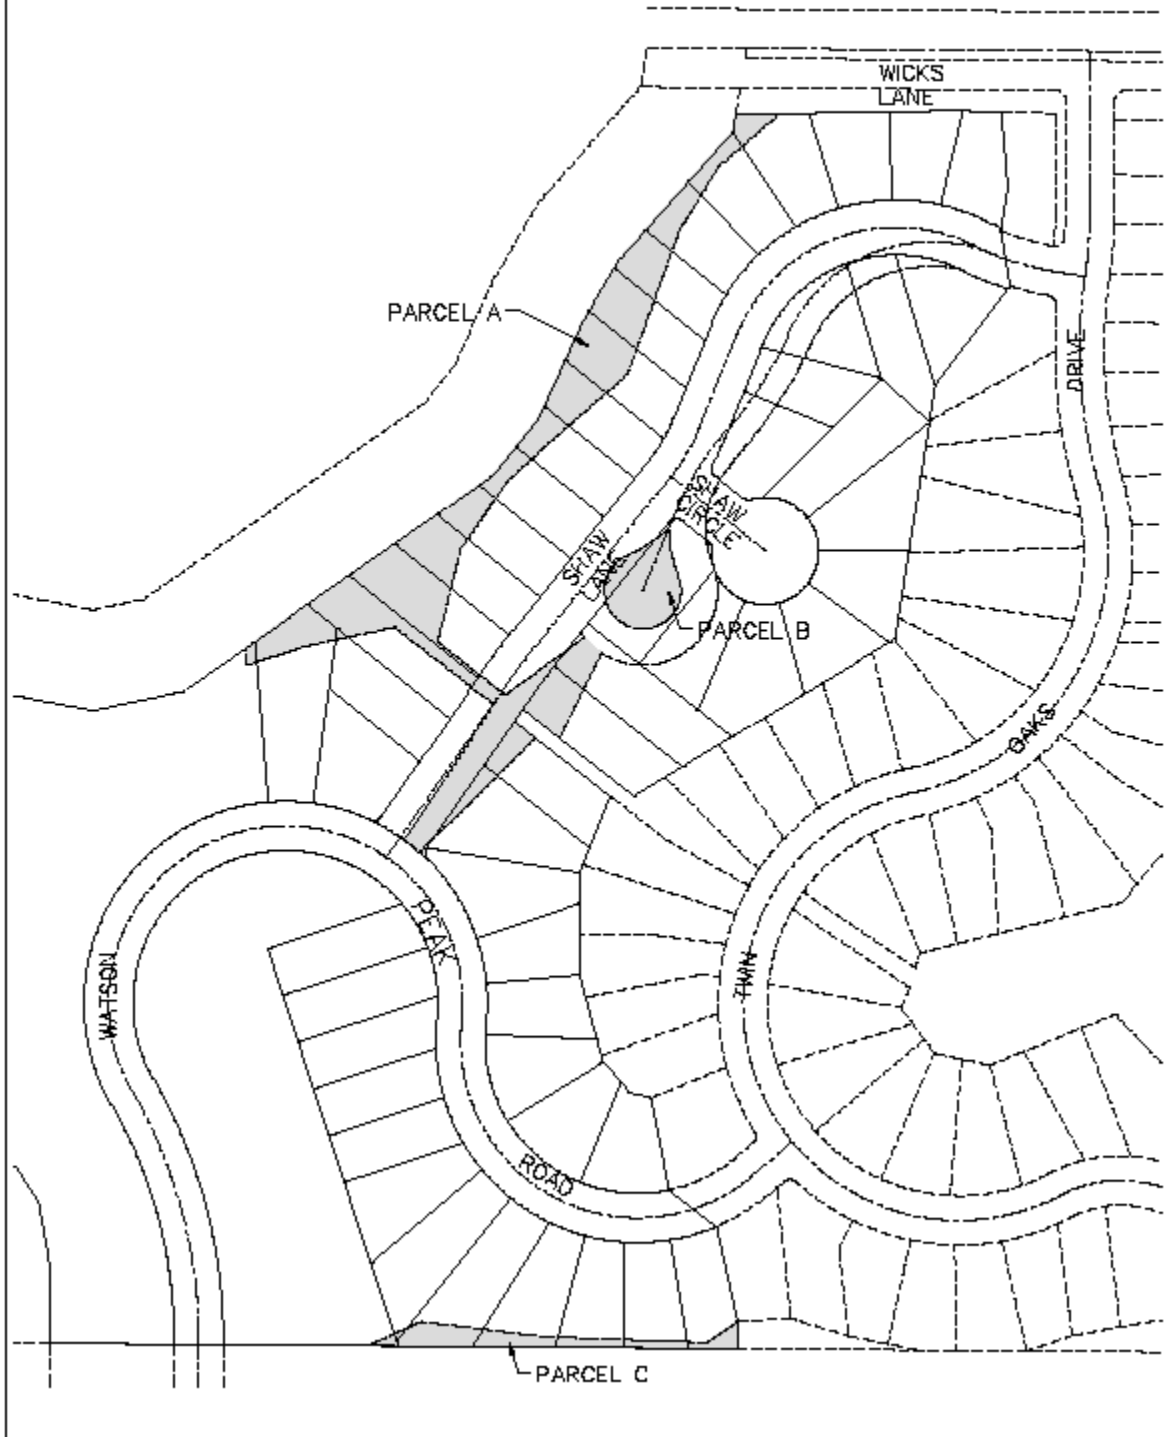 WICKS
LANE
PARCEL A
DRIVE
SHAW
CIRCLE
SHAW
LANE
PARCEL B
OAKS
PEAK
WATSON
TWIN
ROAD
PARCEL C